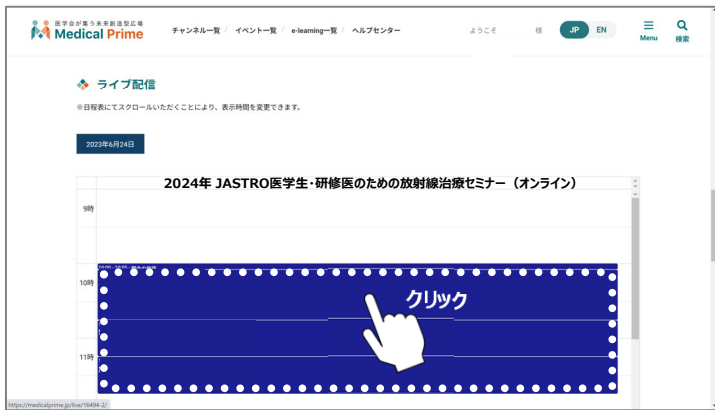 医学会が集う未来創造型広場
Medical Prime
チャンネル一覧 / イベント一覧 / e-learning一覧 / ヘルプセンター
ようこそ 様
JP EN
Menu
検索
ライブ配信
※日程表にてスクロールいただくことにより、表示時間を変更できます。
2023年6月24日
2024年 JASTRO医学生・研修医のための放射線治療セミナー（オンライン）
9時
10時
クリック
11時
https://medicalprime.jp/live/16494-2/